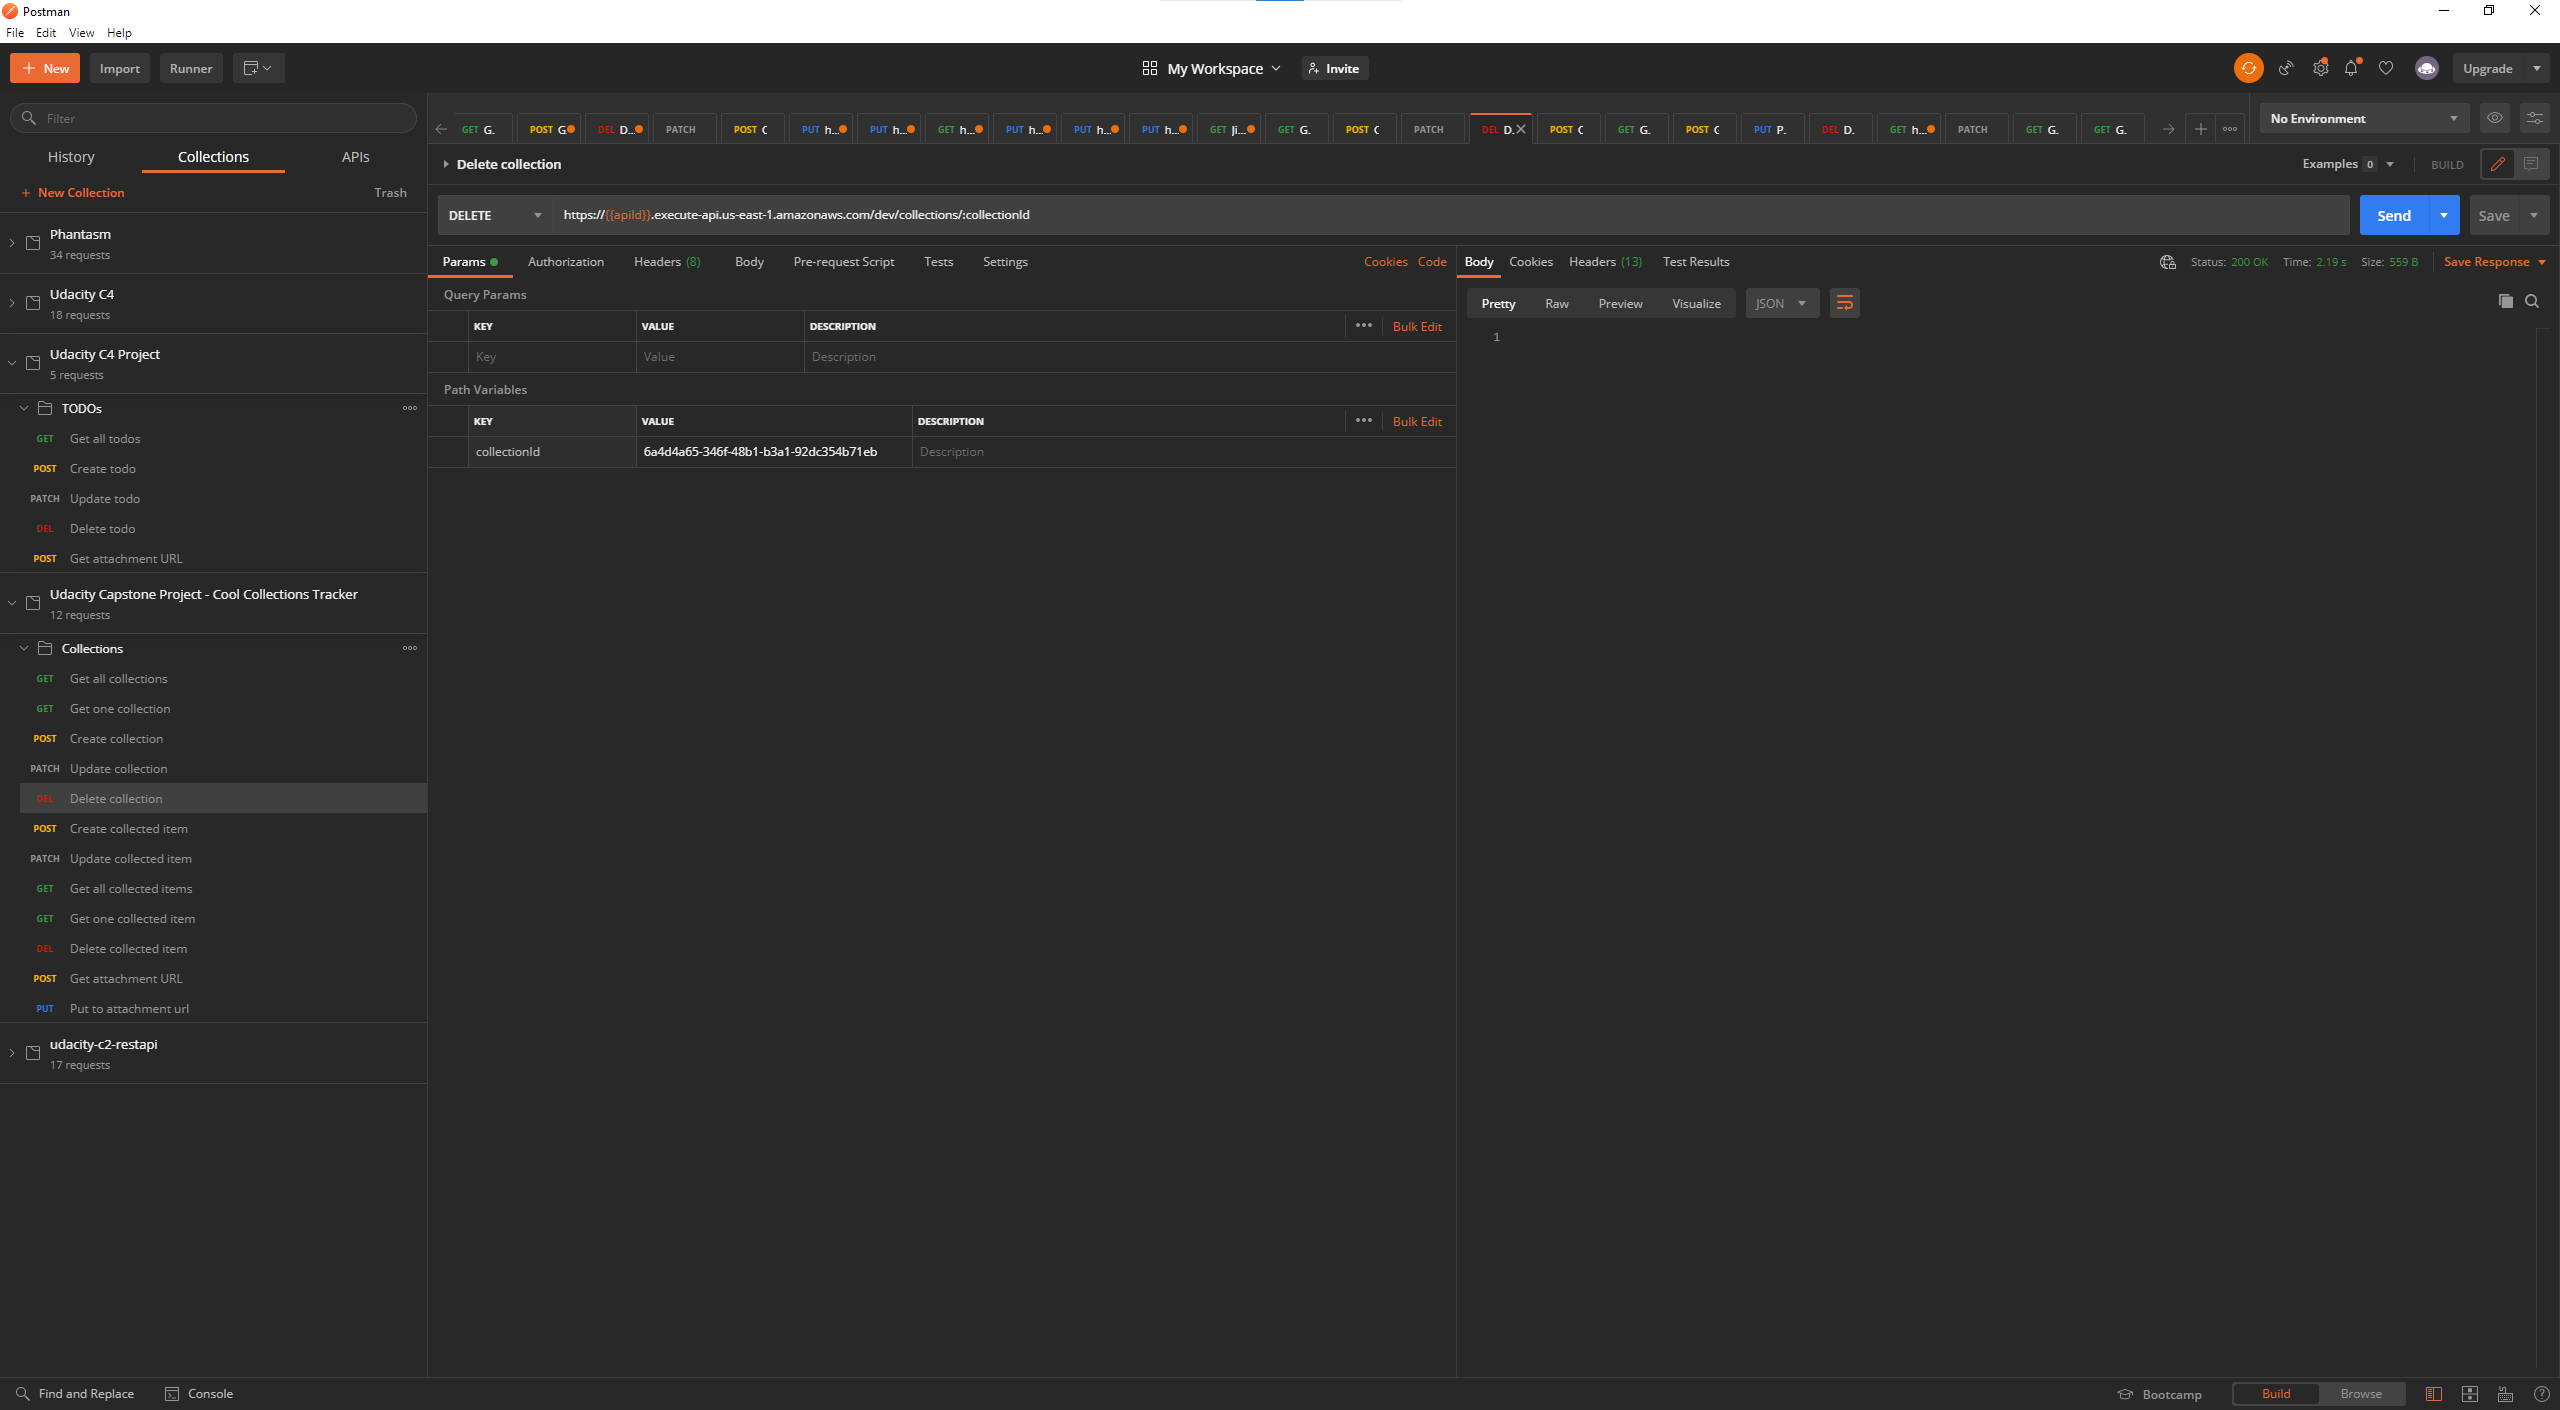 Postman
File Edit View Help
New Import Runner
My Workspace Invite
Upgrade
Filter
GET G. POST G DEL D... PATCH POST C PUT h... PUT h... GET h... PUT h... PUT h... PUT h... GET Ji... GET G. POST C PATCH DEL D. POST C GET G. POST C PUT P. DEL D. GET h... PATCH GET G. GET G.
No Environment
History Collections APIs
New Collection Trash
Delete collection
Examples 0 BUILD
DELETE https://{{apiId}}.execute-api.us-east-1.amazonaws.com/dev/collections/:collectionId
Send Save
Params Authorization Headers (8) Body Pre-request Script Tests Settings Cookies Code
Query Params
KEY VALUE DESCRIPTION Bulk Edit
Key Value Description
Path Variables
KEY VALUE DESCRIPTION Bulk Edit
collectionId 6a4d4a65-346f-48b1-b3a1-92dc354b71eb Description
Body Cookies Headers (13) Test Results
Status: 200 OK Time: 2.19 s Size: 559 B Save Response
Pretty Raw Preview Visualize JSON
1
Phantasm
34 requests
Udacity C4
18 requests
Udacity C4 Project
5 requests
TODOs
GET Get all todos
POST Create todo
PATCH Update todo
DEL Delete todo
POST Get attachment URL
Udacity Capstone Project - Cool Collections Tracker
12 requests
Collections
GET Get all collections
GET Get one collection
POST Create collection
PATCH Update collection
DEL Delete collection
POST Create collected item
PATCH Update collected item
GET Get all collected items
GET Get one collected item
DEL Delete collected item
POST Get attachment URL
PUT Put to attachment url
udacity-c2-restapi
17 requests
Find and Replace Console
Bootcamp Build Browse